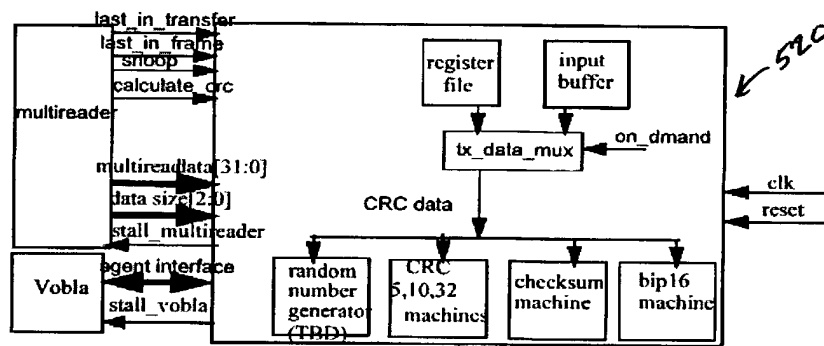 last_in_transfer
last_in_frame
snoop
calculate_crc
multireader
multireaddata[31:0]
data size[2:0]
stall_multireader
agent interface
Vobla
stall_vobla
register
file
input
buffer
tx_data_mux
on_dmand
CRC data
random
number
generator
(TBD)
CRC
5,10,32
machines
checksum
machine
bip16
machine
520
clk
reset